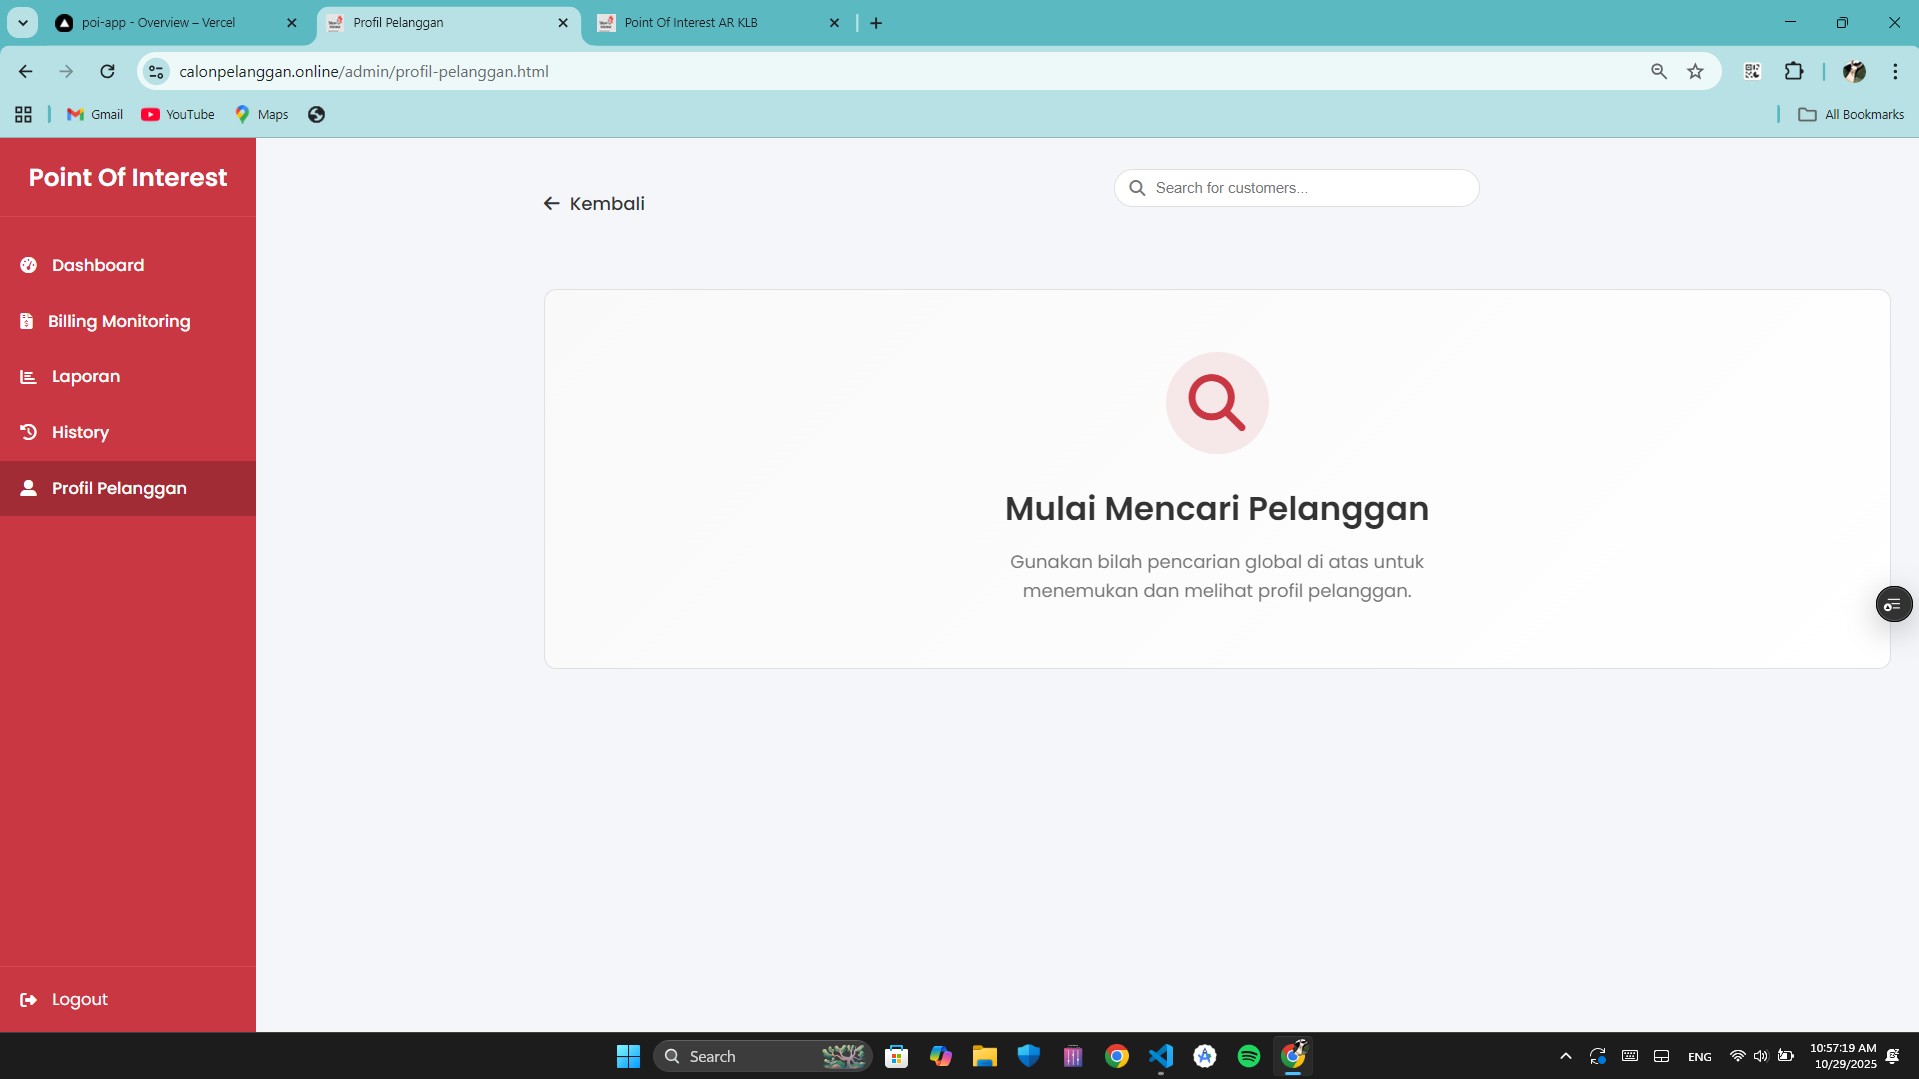 poi-app - Overview – Vercel
Profil Pelanggan
Point Of Interest AR KLB
calonpelanggan.online/admin/profil-pelanggan.html
Gmail
YouTube
Maps
All Bookmarks
Point Of Interest
Search for customers...
Kembali
Dashboard
Billing Monitoring
Laporan
History
Profil Pelanggan
Mulai Mencari Pelanggan
Gunakan bilah pencarian global di atas untuk
menemukan dan melihat profil pelanggan.
Logout
Search
ENG
10:57:19 AM
10/29/2025